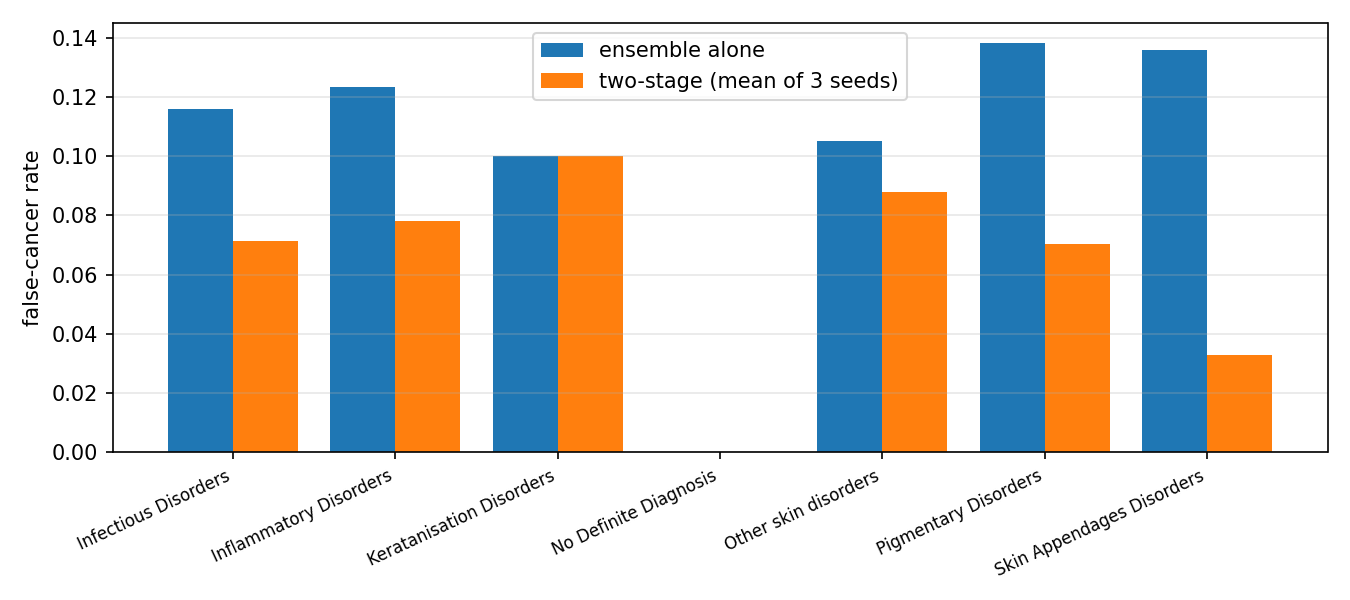 ensemble alone
two-stage (mean of 3 seeds)
false-cancer rate
0.14
0.12
0.10
0.08
0.06
0.04
0.02
0.00
Infectious Disorders
Inflammatory Disorders
Keratanisation Disorders
No Definite Diagnosis
Other skin disorders
Pigmentary Disorders
Skin Appendages Disorders